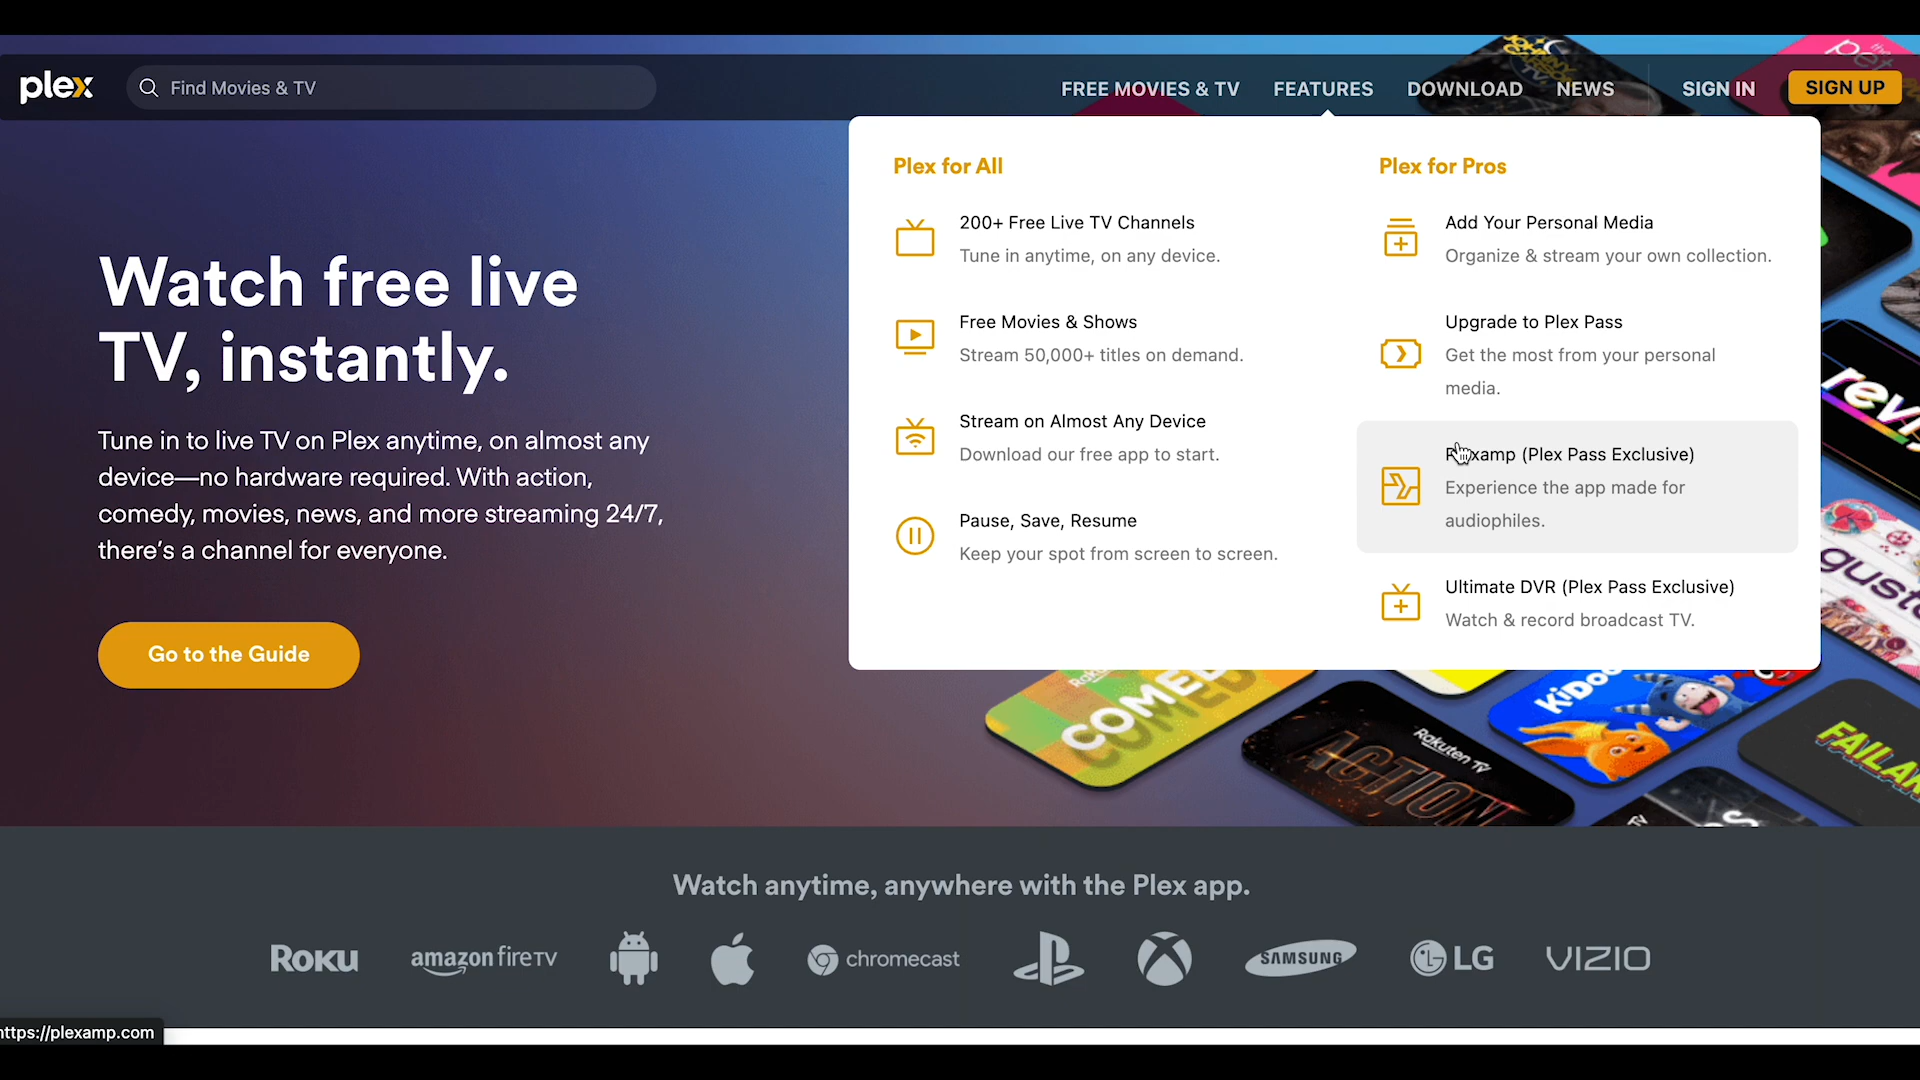 plex
Find Movies & TV
FREE MOVIES & TV
FEATURES
DOWNLOAD
NEWS
SIGN IN
SIGN UP
Plex for All
200+ Free Live TV Channels
Tune in anytime, on any device.
Free Movies & Shows
Stream 50,000+ titles on demand.
Stream on Almost Any Device
Download our free app to start.
Pause, Save, Resume
Keep your spot from screen to screen.
Plex for Pros
Add Your Personal Media
Organize & stream your own collection.
Upgrade to Plex Pass
Get the most from your personal
media.
(Plex Pass Exclusive)
Experience the app made for
audiophiles.
Ultimate DVR (Plex Pass Exclusive)
Watch & record broadcast TV.
Watch free live
TV, instantly.
Tune in to live TV on Plex anytime, on almost any
device—no hardware required. With action,
comedy, movies, news, and more streaming 24/7,
there's a channel for everyone.
Go to the Guide
the
pet
COMEDY
Rakuten TV
ACTION
Watch anytime, anywhere with the Plex app.
Roku
amazon fireTV
chromecast
SAMSUNG
LG
VIZIO
https://plexamp.com